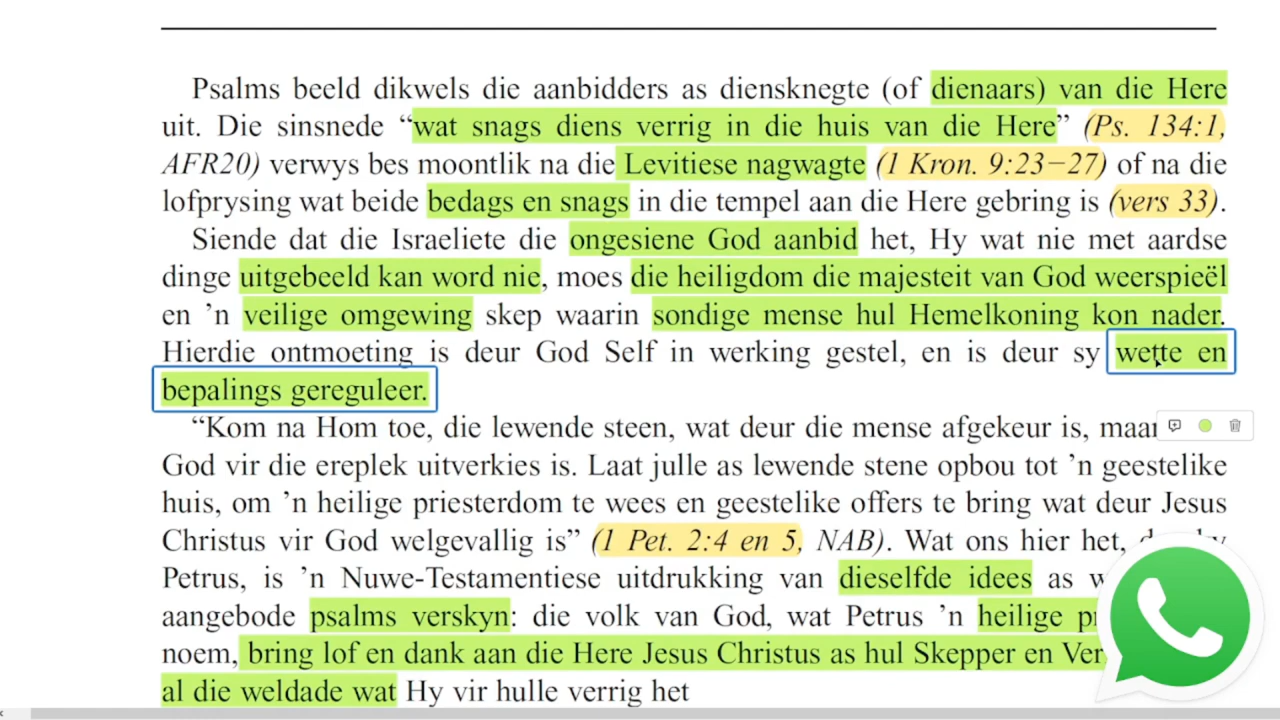 Psalms beeld dikwels die aanbidders as diensknegte (of dienaars) van die Here
uit. Die sinsnede “wat snags diens verrig in die huis van die Here” (Ps. 134:1,
AFR20) verwys bes moontlik na die Levitiese nagwagte (1 Kron. 9:23–27) of na die
lofprysing wat beide bedags en snags in die tempel aan die Here gebring is (vers 33).
Siende dat die Israeliete die ongesiene God aanbid het, Hy wat nie met aardse
dinge uitgebeeld kan word nie, moes die heiligdom die majesteit van God weerspieël
en ’n veilige omgewing skep waarin sondige mense hul Hemelkoning kon nader.
Hierdie ontmoeting is deur God Self in werking gestel, en is deur sy wette en
bepalings gereguleer.
“Kom na Hom toe, die lewende steen, wat deur die mense afgekeur is, maar
God vir die ereplek uitverkies is. Laat julle as lewende stene opbou tot ’n geestelike
huis, om ’n heilige priesterdom te wees en geestelike offers te bring wat deur Jesus
Christus vir God welgevallig is” (1 Pet. 2:4 en 5, NAB). Wat ons hier het,
Petrus, is ’n Nuwe-Testamentiese uitdrukking van dieselfde idees as
aangebode psalms verskyn: die volk van God, wat Petrus ’n heilige
noem, bring lof en dank aan die Here Jesus Christus as hul Skepper en
al die weldade wat Hy vir hulle verrig het